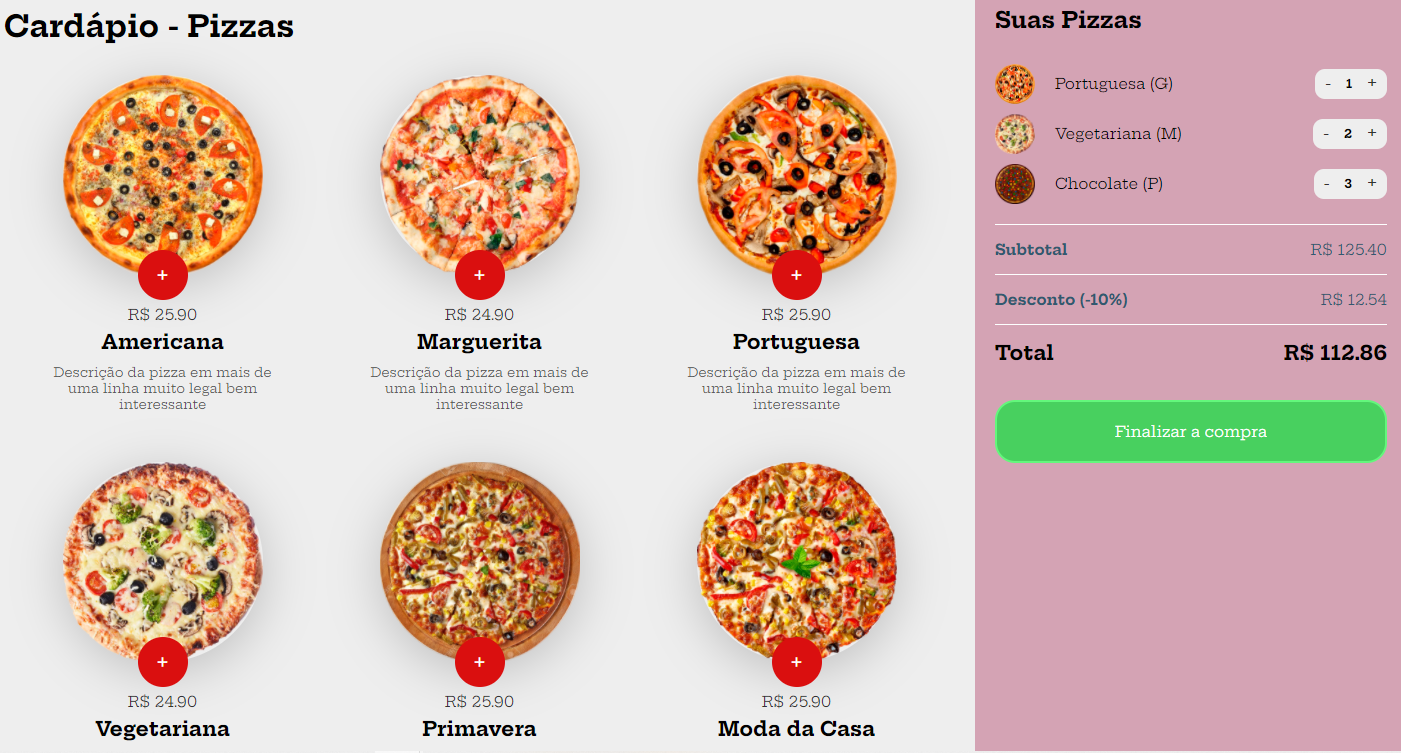 Cardápio - Pizzas
+
R$ 25.90
Americana
Descrição da pizza em mais de
uma linha muito legal bem
interessante
+
R$ 24.90
Marguerita
Descrição da pizza em mais de
uma linha muito legal bem
interessante
+
R$ 25.90
Portuguesa
Descrição da pizza em mais de
uma linha muito legal bem
interessante
+
R$ 24.90
Vegetariana
+
R$ 25.90
Primavera
+
R$ 25.90
Moda da Casa
Suas Pizzas
Portuguesa (G) - 1 +
Vegetariana (M) - 2 +
Chocolate (P) - 3 +
Subtotal R$ 125.40
Desconto (-10%) R$ 12.54
Total R$ 112.86
Finalizar a compra